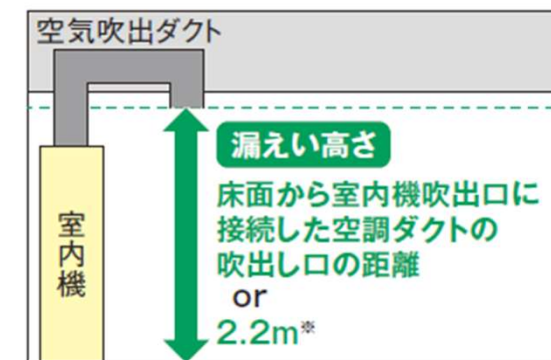 空気吹出ダクト
漏えい高さ
床面から室内機吹出口に
接続した空調ダクトの
吹出し口の距離
or
2.2m※
室内機